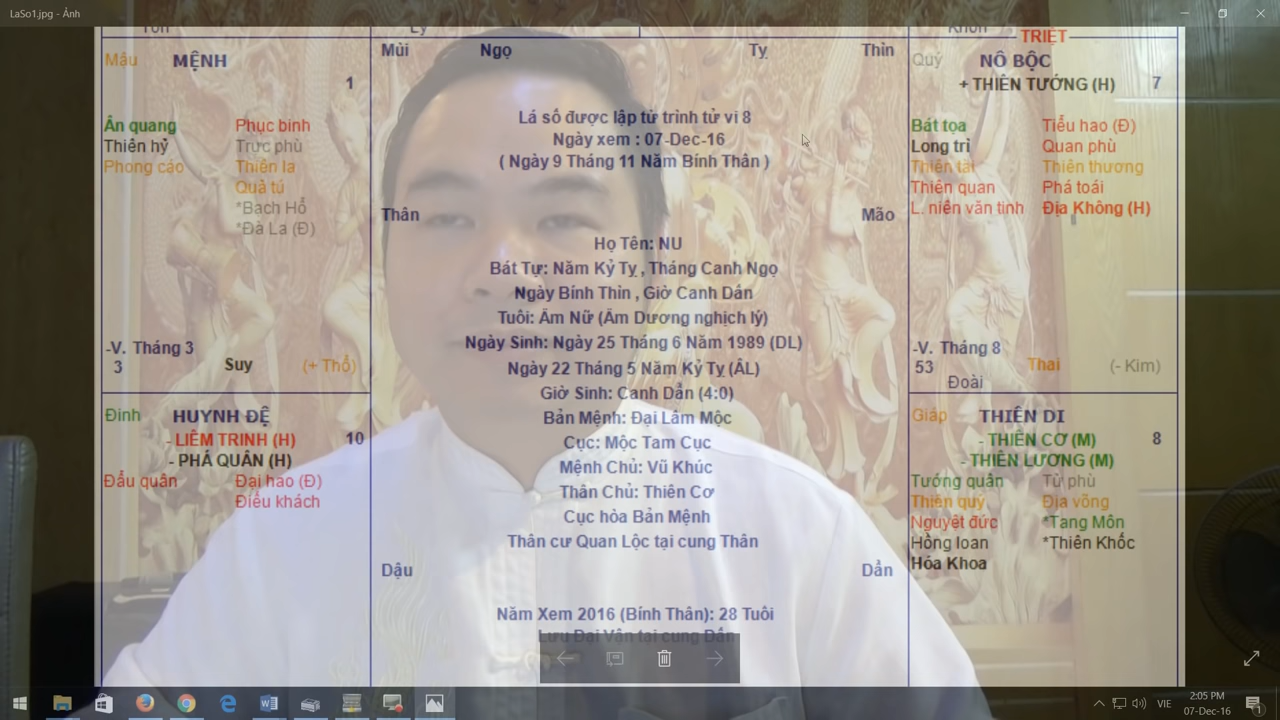 LaSo1.jpg - Ảnh
TRIỆT
Mậu MỆNH
1
Ân quang Phục binh
Thiên hỷ Trực phù
Phong cáo Thiên la
Quả tú
*Bạch Hổ
*Đà La (Đ)
-V. Tháng 3
3 Suy (+ Thổ)
Đinh HUYNH ĐỆ
- LIÊM TRINH (H) 10
- PHÁ QUÂN (H)
Đẩu quân Đại hao (Đ)
Điếu khách
Mùi Ngọ Tỵ Thìn
Lá số được lập từ trình tử vi 8
Ngày xem : 07-Dec-16
( Ngày 9 Tháng 11 Năm Bính Thân )
Thân Mão
Họ Tên: NU
Bát Tự: Năm Kỷ Tỵ , Tháng Canh Ngọ
Ngày Bính Thìn , Giờ Canh Dần
Tuổi: Âm Nữ (Âm Dương nghịch lý)
Ngày Sinh: Ngày 25 Tháng 6 Năm 1989 (DL)
Ngày 22 Tháng 5 Năm Kỷ Tỵ (ÂL)
Giờ Sinh: Canh Dần (4:0)
Bản Mệnh: Đại Lâm Mộc
Cục: Mộc Tam Cục
Mệnh Chủ: Vũ Khúc
Thân Chủ: Thiên Cơ
Cục hòa Bản Mệnh
Thân cư Quan Lộc tại cung Thân
Dậu Dần
Năm Xem 2016 (Bính Thân): 28 Tuổi
Lưu Đại Vận tại cung Dần
Quý NÔ BỘC
+ THIÊN TƯỚNG (H) 7
Bát tọa Tiểu hao (Đ)
Long trì Quan phù
Thiên tài Thiên thương
Thiên quan Phá toái
L. niên văn tinh Địa Không (H)
-V. Tháng 8
53 Thai (- Kim)
Đoài
Giáp THIÊN DI
- THIÊN CƠ (M) 8
- THIÊN LƯƠNG (M)
Tướng quân Tử phù
Thiên quý Địa võng
Nguyệt đức *Tang Môn
Hồng loan *Thiên Khốc
Hóa Khoa
VIE
2:05 PM
07-Dec-16
1